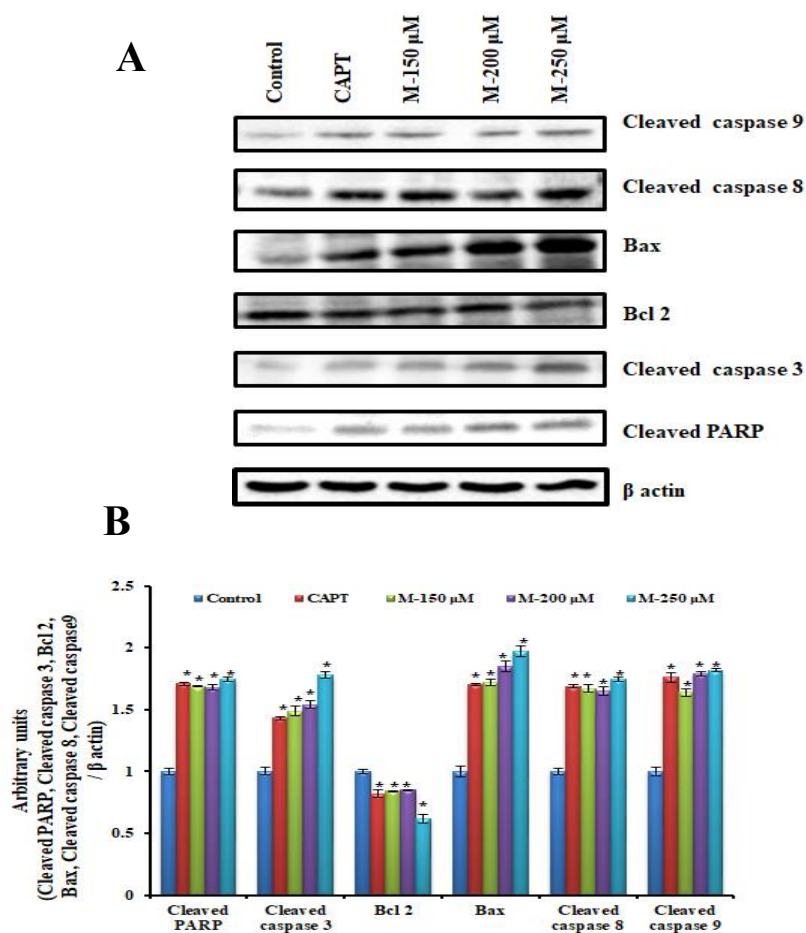 A
Control
CAPT
M-150 µM
M-200 µM
M-250 µM
Cleaved caspase 9
Cleaved caspase 8
Bax
Bcl 2
Cleaved caspase 3
Cleaved PARP
β actin
B
Arbitrary units
(Cleaved PARP, Cleaved caspase 3, Bcl 2,
Bax, Cleaved caspase 8, Cleaved caspase9
/ β actin)
2.5
2
1.5
1
0.5
0
Control CAPT M-150 µM M-200 µM M-250 µM
* * * *
* * * *
* * * *
* * * *
* * * *
* * * *
Cleaved
PARP
Cleaved
caspase 3
Bcl 2
Bax
Cleaved
caspase 8
Cleaved
caspase 9